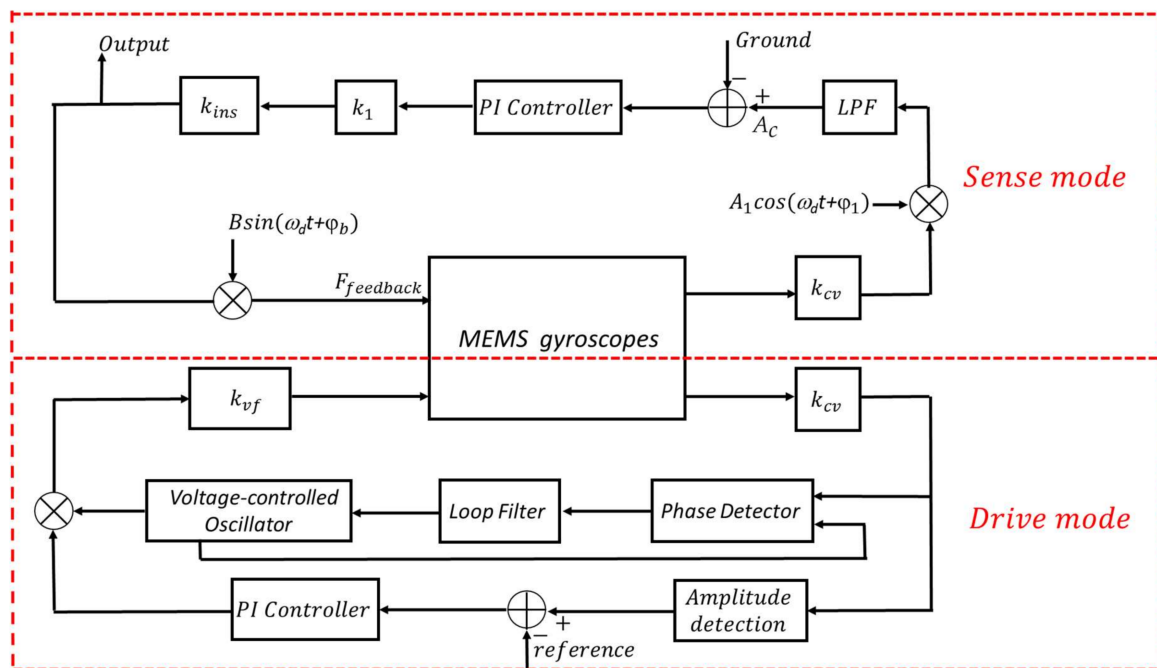 Output
Ground
k_ins
k_1
PI Controller
− +
A_C
LPF
Sense mode
A_1cos(ω_dt+φ_1)
Bsin(ω_dt+φ_b)
F_feedback
k_cv
MEMS gyroscopes
k_vf
k_cv
Voltage-controlled
Oscillator
Loop Filter
Phase Detector
Drive mode
PI Controller
Amplitude
detection
− +
reference